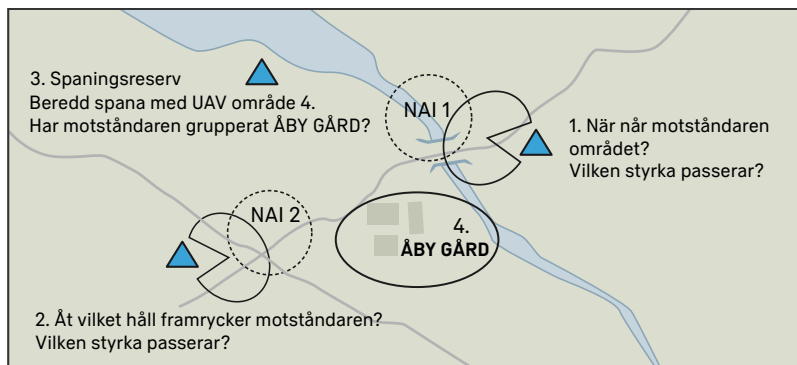 3. Spaningsreserv
Beredd spana med UAV område 4.
Har motståndaren grupperat ÅBY GÅRD?
NAI 1
1. När når motståndaren
området?
Vilken styrka passerar?
NAI 2
4.
ÅBY GÅRD
2. Åt vilket håll framrycker motståndaren?
Vilken styrka passerar?